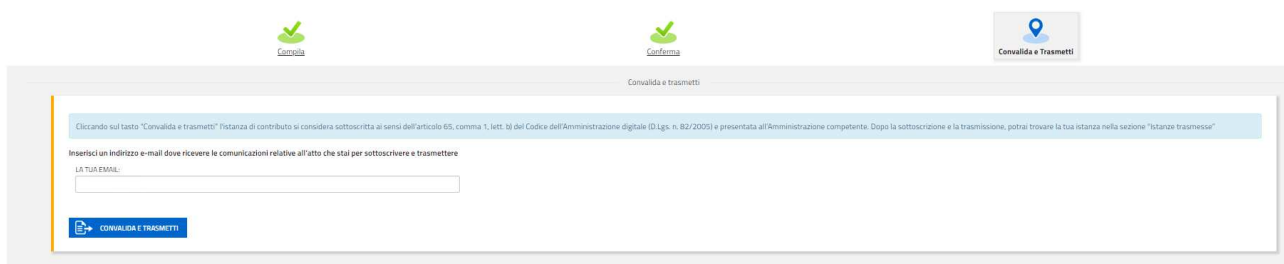 Compila
Conferma
Convalida e Trasmetti
Convalida e trasmetti
Cliccando sul tasto "Convalida e trasmetti" l'istanza di contributo si considera sottoscritta ai sensi dell'articolo 65, comma 1, lett. b) del Codice dell'Amministrazione digitale (D.Lgs. n. 82/2005) e presentata all'Amministrazione competente. Dopo la sottoscrizione e la trasmissione, potrai trovare la tua istanza nella sezione "Istanze trasmesse"
Inserisci un indirizzo e-mail dove ricevere le comunicazioni relative all'atto che stai per sottoscrivere e trasmettere
LA TUA EMAIL:
CONVALIDA E TRASMETTI